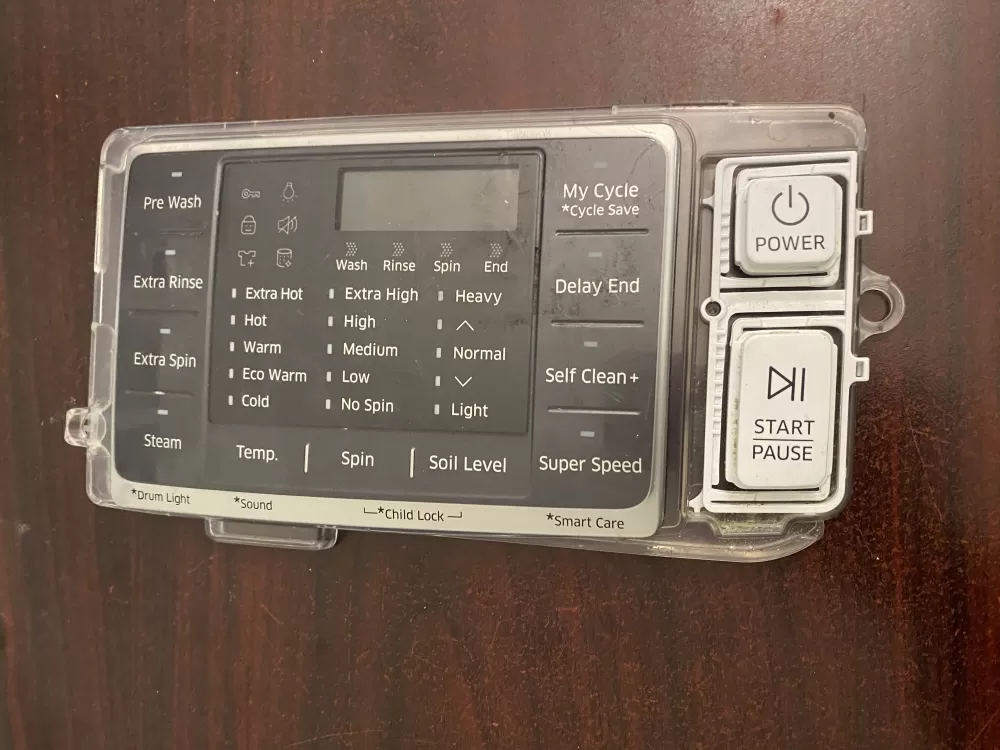 Pre Wash
Extra Rinse
Extra Spin
Steam
*Drum Light
Wash Rinse Spin End
Extra Hot
Hot
Warm
Eco Warm
Cold
Temp.
*Sound
Extra High
High
Medium
Low
No Spin
Spin
Heavy
Normal
Light
Soil Level
*Child Lock
My Cycle
*Cycle Save
Delay End
Self Clean+
Super Speed
*Smart Care
POWER
START
PAUSE